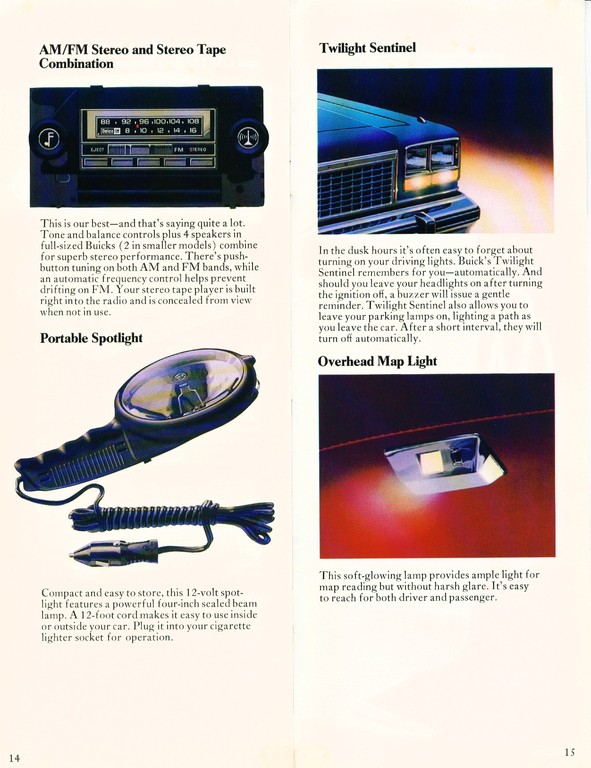 AM/FM Stereo and Stereo Tape
Combination
88 • 92 • 96 •100•104 • 108
Delco 8 • 10 • 12 • 14 • 16
EJECT
FM STEREO
This is our best—and that's saying quite a lot.
Tone and balance controls plus 4 speakers in
full-sized Buicks (2 in smaller models) combine
for superb stereo performance. There's push-
button tuning on both AM and FM bands, while
an automatic frequency control helps prevent
drifting on FM. Your stereo tape player is built
right into the radio and is concealed from view
when not in use.
Portable Spotlight
Compact and easy to store, this 12-volt spot-
light features a powerful four-inch sealed beam
lamp. A 12-foot cord makes it easy to use inside
or outside your car. Plug it into your cigarette
lighter socket for operation.
14
Twilight Sentinel
In the dusk hours it's often easy to forget about
turning on your driving lights. Buick's Twilight
Sentinel remembers for you—automatically. And
should you leave your headlights on after turning
the ignition off, a buzzer will issue a gentle
reminder. Twilight Sentinel also allows you to
leave your parking lamps on, lighting a path as
you leave the car. After a short interval, they will
turn off automatically.
Overhead Map Light
This soft-glowing lamp provides ample light for
map reading but without harsh glare. It's easy
to reach for both driver and passenger.
15